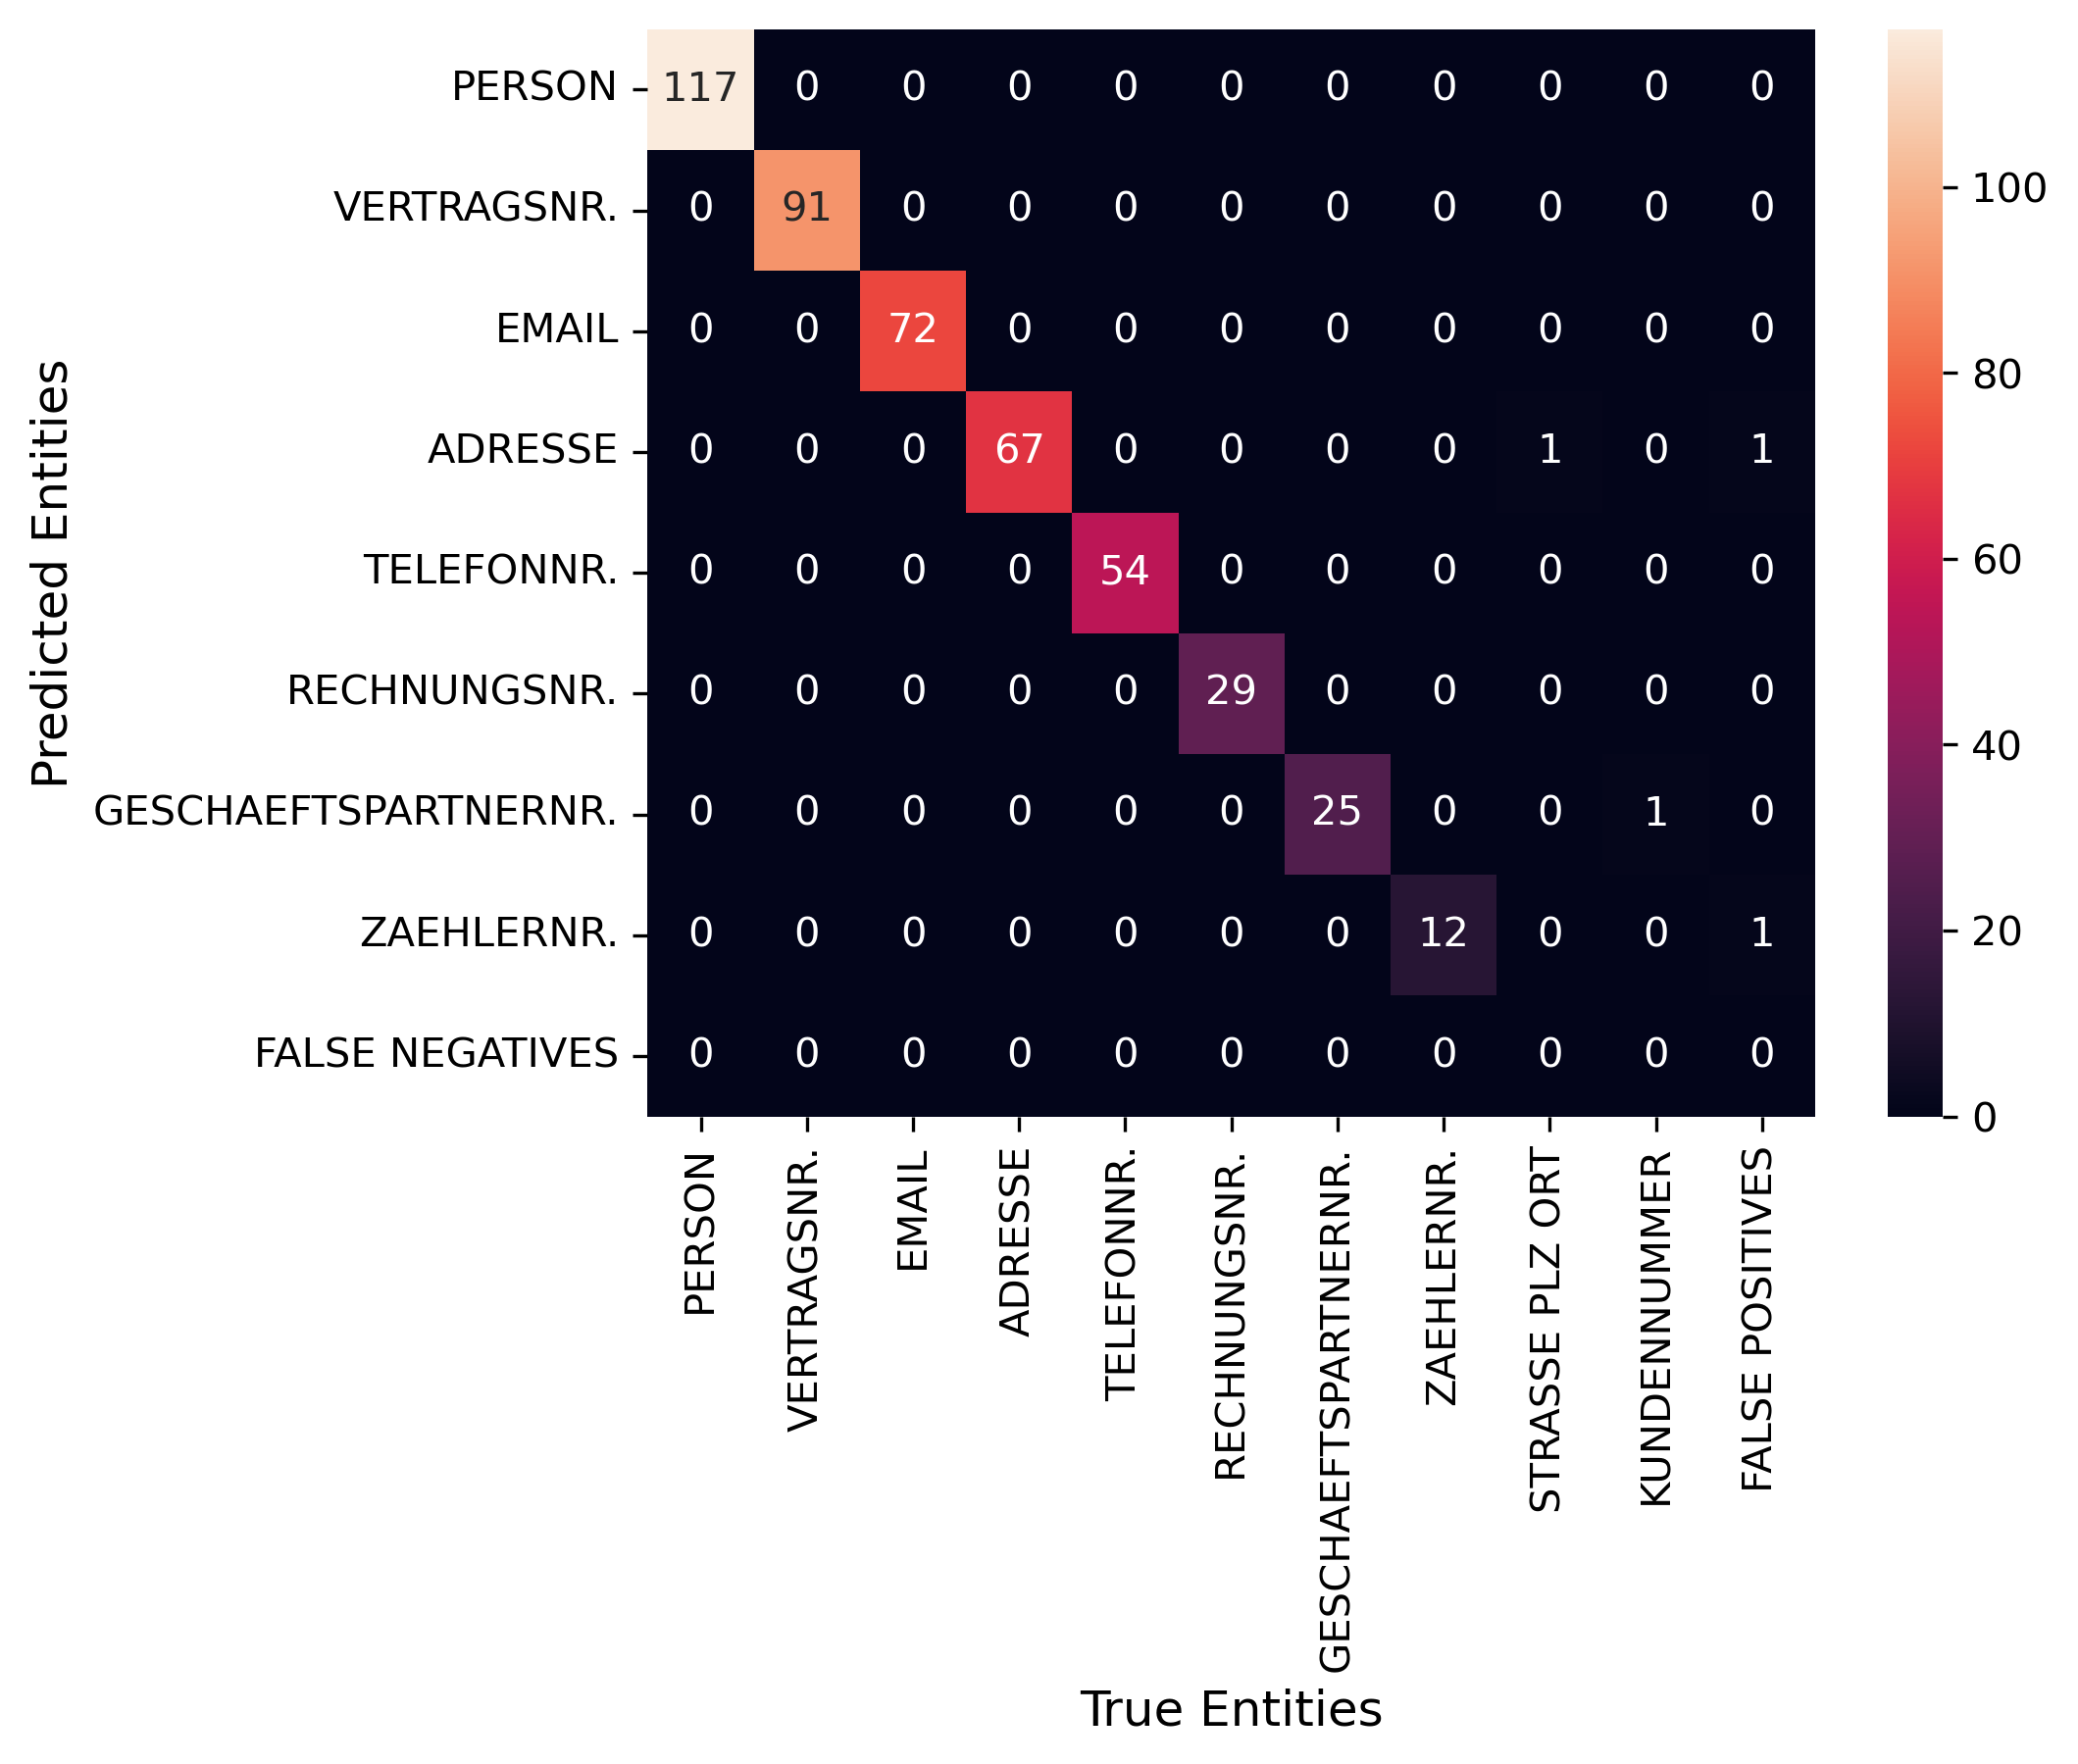 Predicted Entities
PERSON 117 0 0 0 0 0 0 0 0 0 0
VERTRAGSNR. 0 91 0 0 0 0 0 0 0 0 0
EMAIL 0 0 72 0 0 0 0 0 0 0 0
ADRESSE 0 0 0 67 0 0 0 0 1 0 1
TELEFONNR. 0 0 0 0 54 0 0 0 0 0 0
RECHNUNGSNR. 0 0 0 0 0 29 0 0 0 0 0
GESCHAEFTSPARTNERNR. 0 0 0 0 0 0 25 0 0 1 0
ZAEHLERNR. 0 0 0 0 0 0 0 12 0 0 1
FALSE NEGATIVES 0 0 0 0 0 0 0 0 0 0 0
PERSON
VERTRAGSNR.
EMAIL
ADRESSE
TELEFONNR.
RECHNUNGSNR.
GESCHAEFTSPARTNERNR.
ZAEHLERNR.
STRASSE PLZ ORT
KUNDENNUMMER
FALSE POSITIVES
True Entities
100
80
60
40
20
0